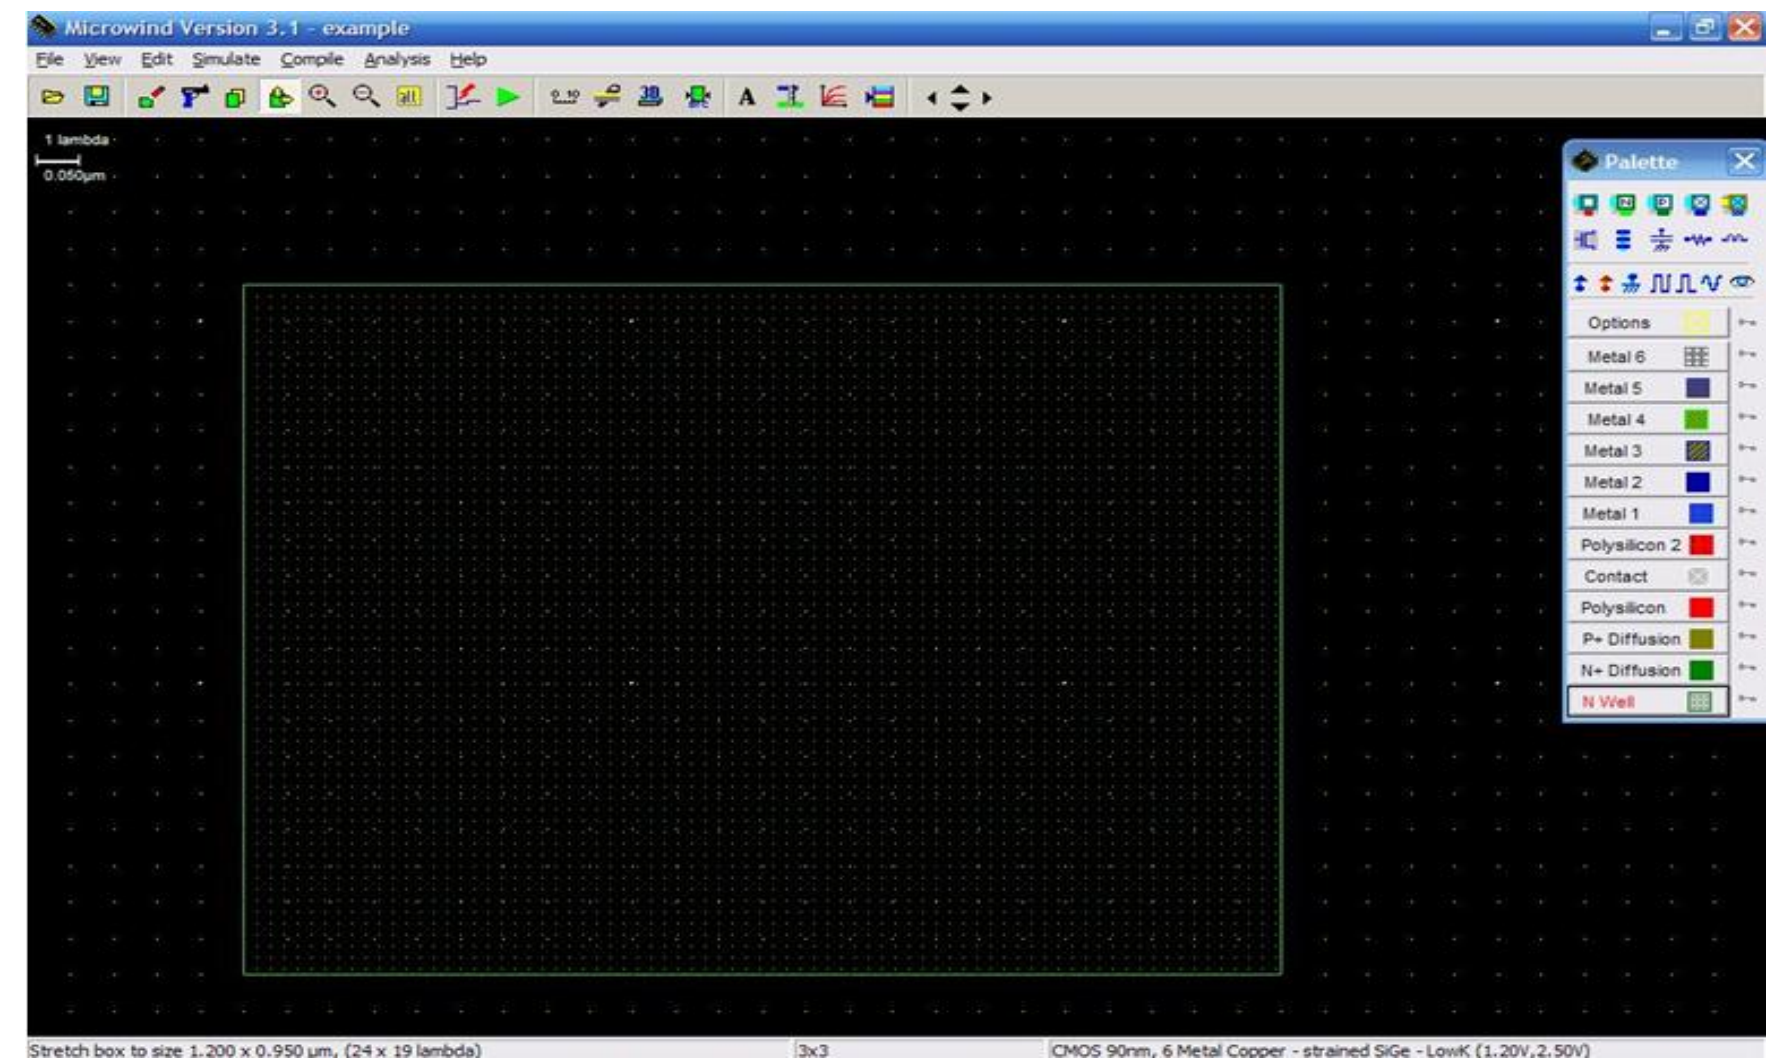 Microwind Version 3.1 - example
File View Edit Simulate Compile Analysis Help
A
1 lambda
0.050μm
Palette
Options
Metal 6
Metal 5
Metal 4
Metal 3
Metal 2
Metal 1
Polysilicon 2
Contact
Polysilicon
P+ Diffusion
N+ Diffusion
N Well
Stretch box to size 1.200 x 0.950 μm, (24 x 19 lambda) 3x3 CMOS 90nm, 6 Metal Copper - strained SiGe - LowK (1.20V,2.50V)